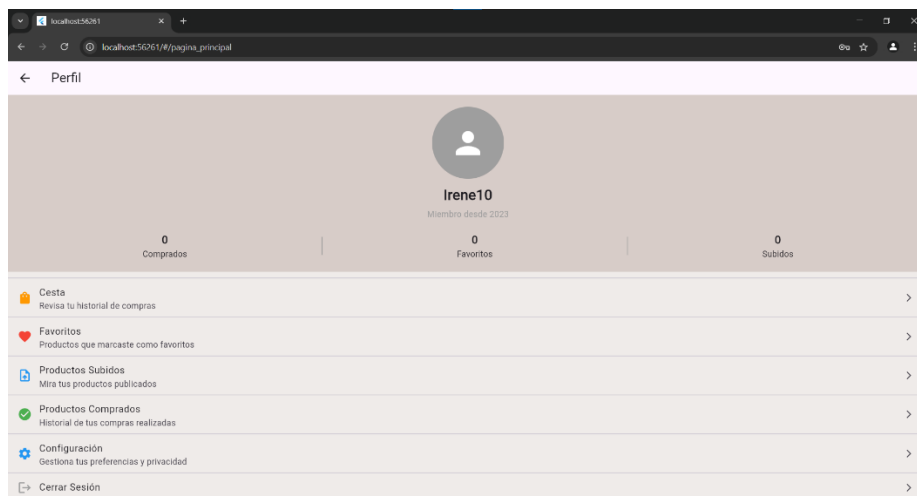 localhost:56261
localhost:56261/#/pagina_principal
Perfil
Irene10
Miembro desde 2023
0
Comprados
0
Favoritos
0
Subidos
Cesta
Revisa tu historial de compras
Favoritos
Productos que marcaste como favoritos
Productos Subidos
Mira tus productos publicados
Productos Comprados
Historial de tus compras realizadas
Configuración
Gestiona tus preferencias y privacidad
Cerrar Sesión